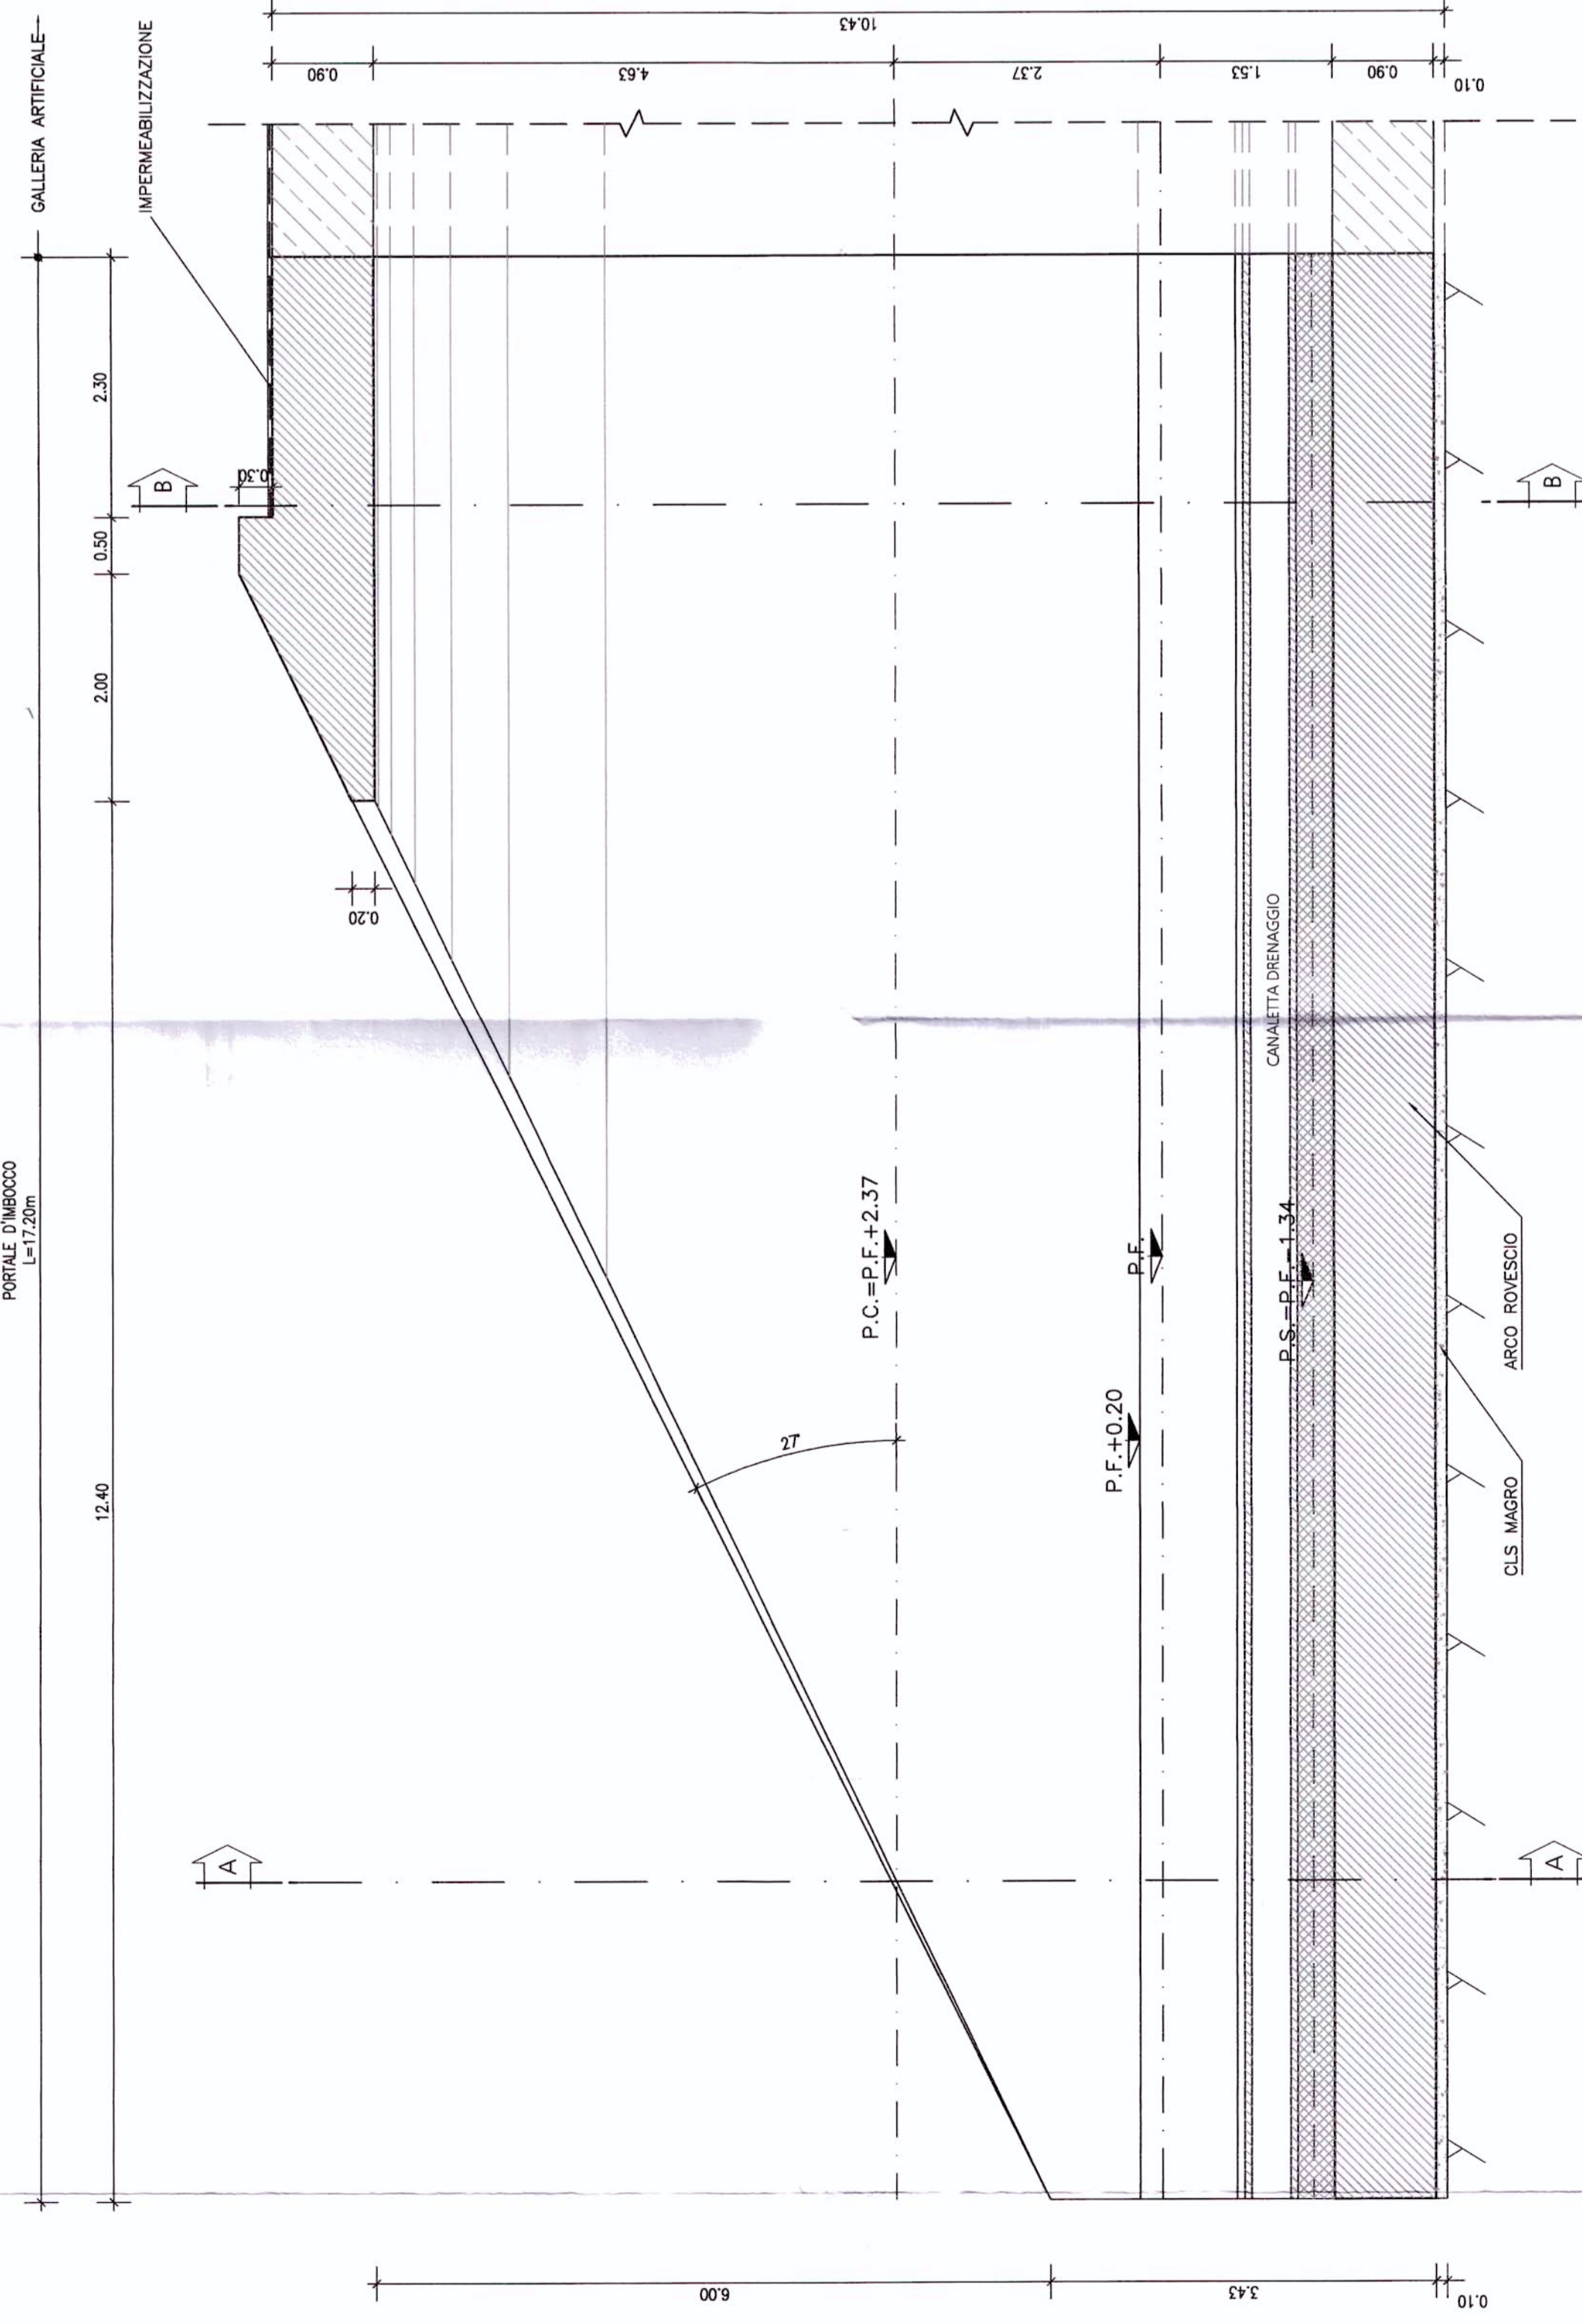 PORTALE D'IMBOCCO
L=17.20m
GALLERIA ARTIFICIALE
12.40
2.00
0.50
2.30
IMPERMEABILIZZAZIONE
B
0.30
A
0.20
27°
P.C.=P.F.+2.37
P.F.+0.20
P.F.
CANALETTA DRENAGGIO
P.S.=P.F.-1.34
ARCO ROVESCIO
CLS MAGRO
A
B
10.43
0.90
4.63
2.37
1.53
0.90
0.10
6.00
3.43
0.10